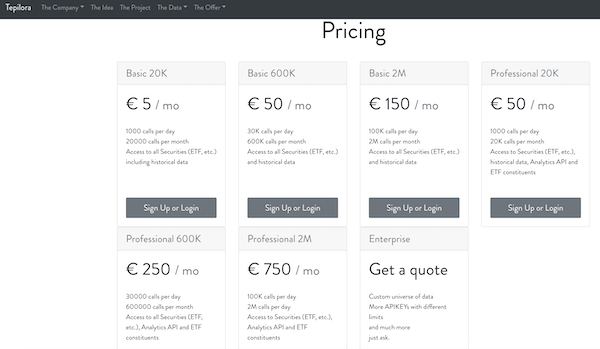 Tepilora The Company The Idea The Project The Data The Offer
Pricing
Basic 20K
€ 5 / mo
1000 calls per day
20000 calls per month
Access to all Securities (ETF, etc.)
including historical data
Sign Up or Login
Basic 600K
€ 50 / mo
30K calls per day
600K calls per month
Access to all Securities (ETF, etc.)
and historical data
Sign Up or Login
Basic 2M
€ 150 / mo
100K calls per day
2M calls per month
Access to all Securities (ETF, etc.)
and historical data
Sign Up or Login
Professional 20K
€ 50 / mo
1000 calls per day
20K calls per month
Access to all Securities (ETF, etc.),
historical data, Analytics API and
ETF constituents
Sign Up or Login
Professional 600K
€ 250 / mo
30000 calls per day
600000 calls per month
Access to all Securities (ETF,
etc.), Analytics API and ETF
constituents
Professional 2M
€ 750 / mo
100K calls per day
2M calls per day
Access to all Securities (ETF, etc.),
Analytics API and ETF
constituents
Enterprise
Get a quote
Custom universe of data
More APIKEYs with different
limits
and much more
just ask.